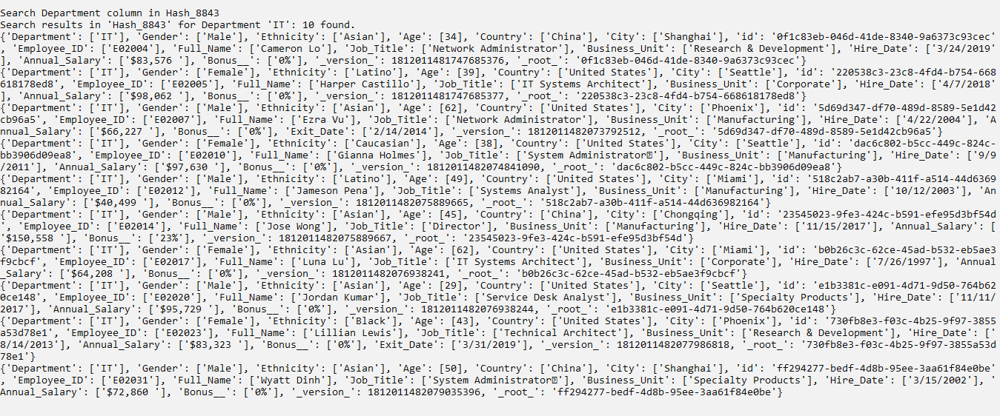 Search Department column in Hash_8843
Search results in 'Hash_8843' for Department 'IT': 10 found.
{'Department': ['IT'], 'Gender': ['Male'], 'Ethnicity': ['Asian'], 'Age': [34], 'Country': ['China'], 'City': ['Shanghai'], 'id': '0f1c83eb-046d-41de-8340-9a6373c93cec'
, 'Employee_ID': ['E02004'], 'Full_Name': ['Cameron Lo'], 'Job_Title': ['Network Administrator'], 'Business_Unit': ['Research & Development'], 'Hire_Date': ['3/24/2019'
], 'Annual_Salary': ['$83,576 '], 'Bonus__': ['0%'], '_version_': 1812011481747685376, '_root_': '0f1c83eb-046d-41de-8340-9a6373c93cec'}
{'Department': ['IT'], 'Gender': ['Female'], 'Ethnicity': ['Latino'], 'Age': [39], 'Country': ['United States'], 'City': ['Seattle'], 'id': '220538c3-23c8-4fd4-b754-668
618178ed8', 'Employee_ID': ['E02005'], 'Full_Name': ['Harper Castillo'], 'Job_Title': ['IT Systems Architect'], 'Business_Unit': ['Corporate'], 'Hire_Date': ['4/7/2018'
], 'Annual_Salary': ['$98,062 '], 'Bonus__': ['0%'], '_version_': 1812011481747685377, '_root_': '220538c3-23c8-4fd4-b754-668618178ed8'}
{'Department': ['IT'], 'Gender': ['Male'], 'Ethnicity': ['Asian'], 'Age': [62], 'Country': ['United States'], 'City': ['Phoenix'], 'id': '5d69d347-df70-489d-8589-5e1d42
cb96a5', 'Employee_ID': ['E02007'], 'Full_Name': ['Ezra Vu'], 'Job_Title': ['Network Administrator'], 'Business_Unit': ['Manufacturing'], 'Hire_Date': ['4/22/2004'], 'A
nnual_Salary': ['$66,227 '], 'Bonus__': ['0%'], 'Exit_Date': ['2/14/2014'], '_version_': 1812011482073792512, '_root_': '5d69d347-df70-489d-8589-5e1d42cb96a5'}
{'Department': ['IT'], 'Gender': ['Female'], 'Ethnicity': ['Caucasian'], 'Age': [38], 'Country': ['United States'], 'City': ['Seattle'], 'id': 'dac6c802-b5cc-449c-824c-
bb3906d09ea8', 'Employee_ID': ['E02010'], 'Full_Name': ['Gianna Holmes'], 'Job_Title': ['System Administrator'], 'Business_Unit': ['Manufacturing'], 'Hire_Date': ['9/9
/2011'], 'Annual_Salary': ['$97,630 '], 'Bonus__': ['0%'], '_version_': 1812011482074841090, '_root_': 'dac6c802-b5cc-449c-824c-bb3906d09ea8'}
{'Department': ['IT'], 'Gender': ['Male'], 'Ethnicity': ['Latino'], 'Age': [49], 'Country': ['United States'], 'City': ['Miami'], 'id': '518c2ab7-a30b-411f-a514-44d6369
82164', 'Employee_ID': ['E02012'], 'Full_Name': ['Jameson Pena'], 'Job_Title': ['Systems Analyst'], 'Business_Unit': ['Manufacturing'], 'Hire_Date': ['10/12/2003'], 'An
nual_Salary': ['$40,499 '], 'Bonus__': ['0%'], '_version_': 1812011482075889665, '_root_': '518c2ab7-a30b-411f-a514-44d636982164'}
{'Department': ['IT'], 'Gender': ['Male'], 'Ethnicity': ['Asian'], 'Age': [45], 'Country': ['China'], 'City': ['Chongqing'], 'id': '23545023-9fe3-424c-b591-efe95d3bf54d
', 'Employee_ID': ['E02014'], 'Full_Name': ['Jose Wong'], 'Job_Title': ['Director'], 'Business_Unit': ['Manufacturing'], 'Hire_Date': ['11/15/2017'], 'Annual_Salary': [
'$150,558 '], 'Bonus__': ['23%'], '_version_': 1812011482075889667, '_root_': '23545023-9fe3-424c-b591-efe95d3bf54d'}
{'Department': ['IT'], 'Gender': ['Female'], 'Ethnicity': ['Asian'], 'Age': [62], 'Country': ['United States'], 'City': ['Miami'], 'id': 'b0b26c3c-62ce-45ad-b532-eb5ae3
f9cbcf', 'Employee_ID': ['E02017'], 'Full_Name': ['Luna Lu'], 'Job_Title': ['IT Systems Architect'], 'Business_Unit': ['Corporate'], 'Hire_Date': ['7/26/1997'], 'Annual
_Salary': ['$64,208 '], 'Bonus__': ['0%'], '_version_': 1812011482076938241, '_root_': 'b0b26c3c-62ce-45ad-b532-eb5ae3f9cbcf'}
{'Department': ['IT'], 'Gender': ['Male'], 'Ethnicity': ['Asian'], 'Age': [29], 'Country': ['United States'], 'City': ['Seattle'], 'id': 'e1b3381c-e091-4d71-9d50-764b62
0ce148', 'Employee_ID': ['E02020'], 'Full_Name': ['Jordan Kumar'], 'Job_Title': ['Service Desk Analyst'], 'Business_Unit': ['Specialty Products'], 'Hire_Date': ['11/11/
2017'], 'Annual_Salary': ['$95,729 '], 'Bonus__': ['0%'], '_version_': 1812011482076938244, '_root_': 'e1b3381c-e091-4d71-9d50-764b620ce148'}
{'Department': ['IT'], 'Gender': ['Female'], 'Ethnicity': ['Black'], 'Age': [43], 'Country': ['United States'], 'City': ['Phoenix'], 'id': '730fb8e3-f03c-4b25-9f97-3855
a53d78e1', 'Employee_ID': ['E02023'], 'Full_Name': ['Lillian Lewis'], 'Job_Title': ['Technical Architect'], 'Business_Unit': ['Research & Development'], 'Hire_Date': ['
8/14/2013'], 'Annual_Salary': ['$83,323 '], 'Bonus__': ['0%'], 'Exit_Date': ['3/31/2019'], '_version_': 1812011482077986818, '_root_': '730fb8e3-f03c-4b25-9f97-3855a53d
78e1'}
{'Department': ['IT'], 'Gender': ['Male'], 'Ethnicity': ['Asian'], 'Age': [50], 'Country': ['China'], 'City': ['Shanghai'], 'id': 'ff294277-bedf-4d8b-95ee-3aa61f84e0be'
, 'Employee_ID': ['E02031'], 'Full_Name': ['Wyatt Dinh'], 'Job_Title': ['System Administrator'], 'Business_Unit': ['Specialty Products'], 'Hire_Date': ['3/15/2002'], '
Annual_Salary': ['$72,860 '], 'Bonus__': ['0%'], '_version_': 1812011482079035396, '_root_': 'ff294277-bedf-4d8b-95ee-3aa61f84e0be'}